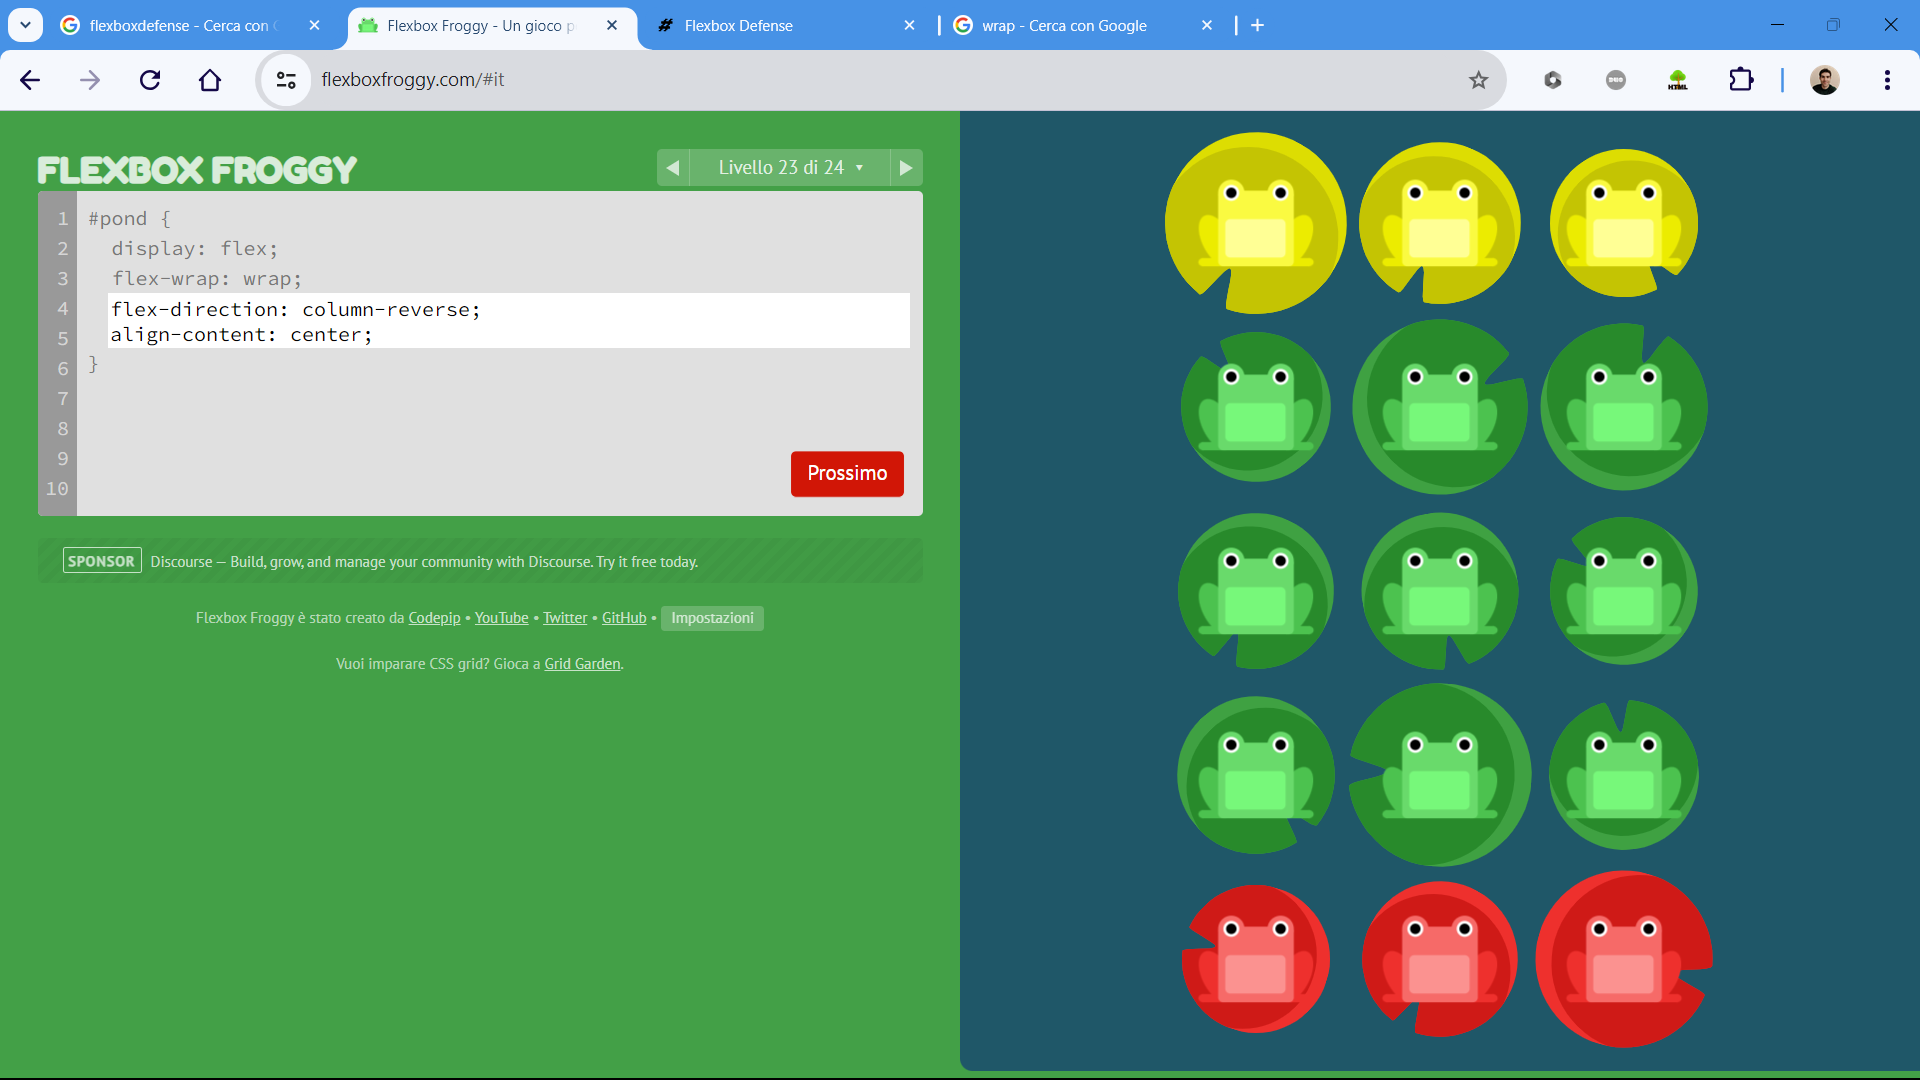 flexboxdefense - Cerca con G
Flexbox Froggy - Un gioco p
Flexbox Defense
wrap - Cerca con Google
flexboxfroggy.com/#it
HTML
FLEXBOX FROGGY
Livello 23 di 24
1 #pond {
2 display: flex;
3 flex-wrap: wrap;
4 flex-direction: column-reverse;
5 align-content: center;
6 }
7
8
9
10
Prossimo
SPONSOR Discourse — Build, grow, and manage your community with Discourse. Try it free today.
Flexbox Froggy è stato creato da Codepip • YouTube • Twitter • GitHub • Impostazioni
Vuoi imparare CSS grid? Gioca a Grid Garden.